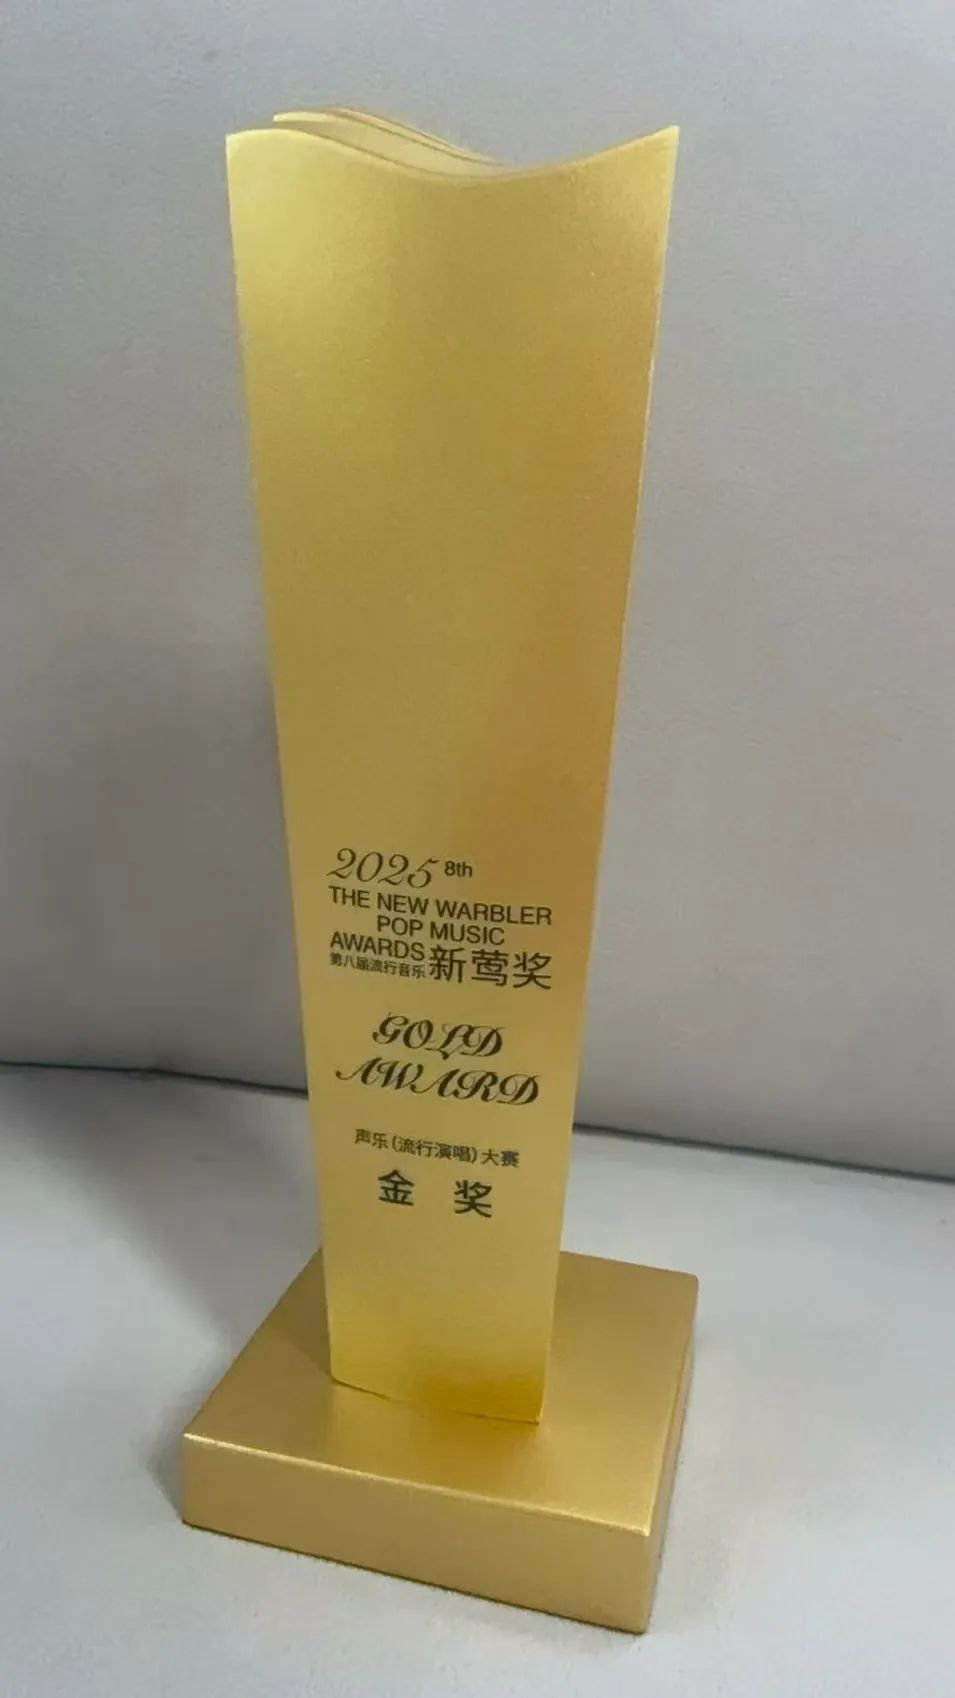 2025 8th
THE NEW WARBLER
POP MUSIC
AWARDS
第八届流行音乐 新莺奖
GOLD
AWARD
声乐（流行演唱）大赛
金 奖